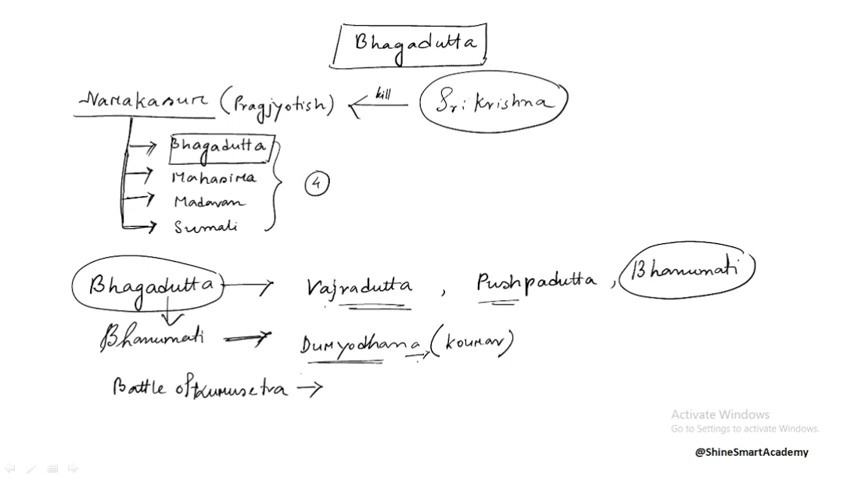 Bhagadutta
Narakasur (Pragjyotish) kill Sri Krishna
Bhagadutta
Mahasira
Madavan
4
Sumali
Bhagadutta Vajradutta, Pushpadutta, Bhanumati
Bhanumati Duryodhana (Kourav)
Battle of Kurusetra
Activate Windows
Go to Settings to activate Windows.
@ShineSmartAcademy